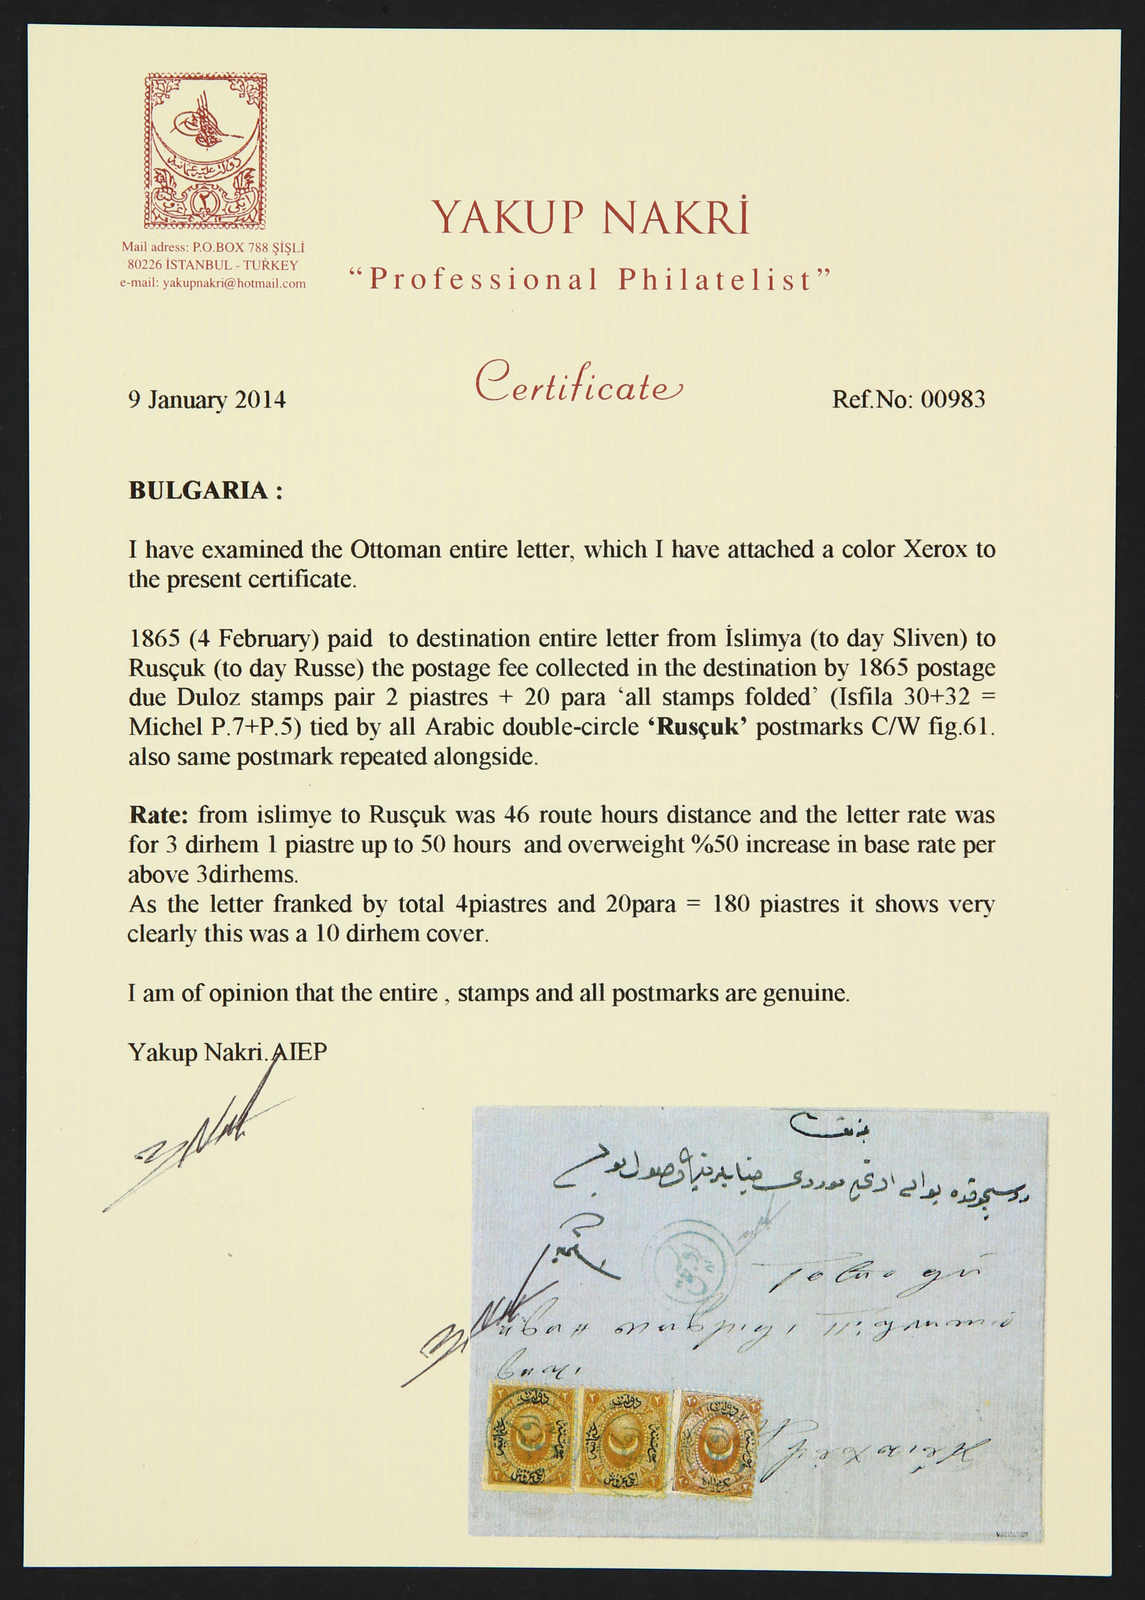 دولت علیه عثمانیه
٢
Mail adress: P.O.BOX 788 ŞİŞLİ
80226 İSTANBUL - TURKEY
e-mail: yakupnakri@hotmail.com
YAKUP NAKRİ
“Professional Philatelist”
Certificate
9 January 2014
Ref.No: 00983
BULGARIA :
I have examined the Ottoman entire letter, which I have attached a color Xerox to
the present certificate.
1865 (4 February) paid to destination entire letter from İslimya (to day Sliven) to
Rusçuk (to day Russe) the postage fee collected in the destination by 1865 postage
due Duloz stamps pair 2 piastres + 20 para ‘all stamps folded’ (Isfila 30+32 =
Michel P.7+P.5) tied by all Arabic double-circle ‘Rusçuk’ postmarks C/W fig.61.
also same postmark repeated alongside.
Rate: from islimye to Rusçuk was 46 route hours distance and the letter rate was
for 3 dirhem 1 piastre up to 50 hours and overweight %50 increase in base rate per
above 3dirhems.
As the letter franked by total 4piastres and 20para = 180 piastres it shows very
clearly this was a 10 dirhem cover.
I am of opinion that the entire , stamps and all postmarks are genuine.
Yakup Nakri.AIEP